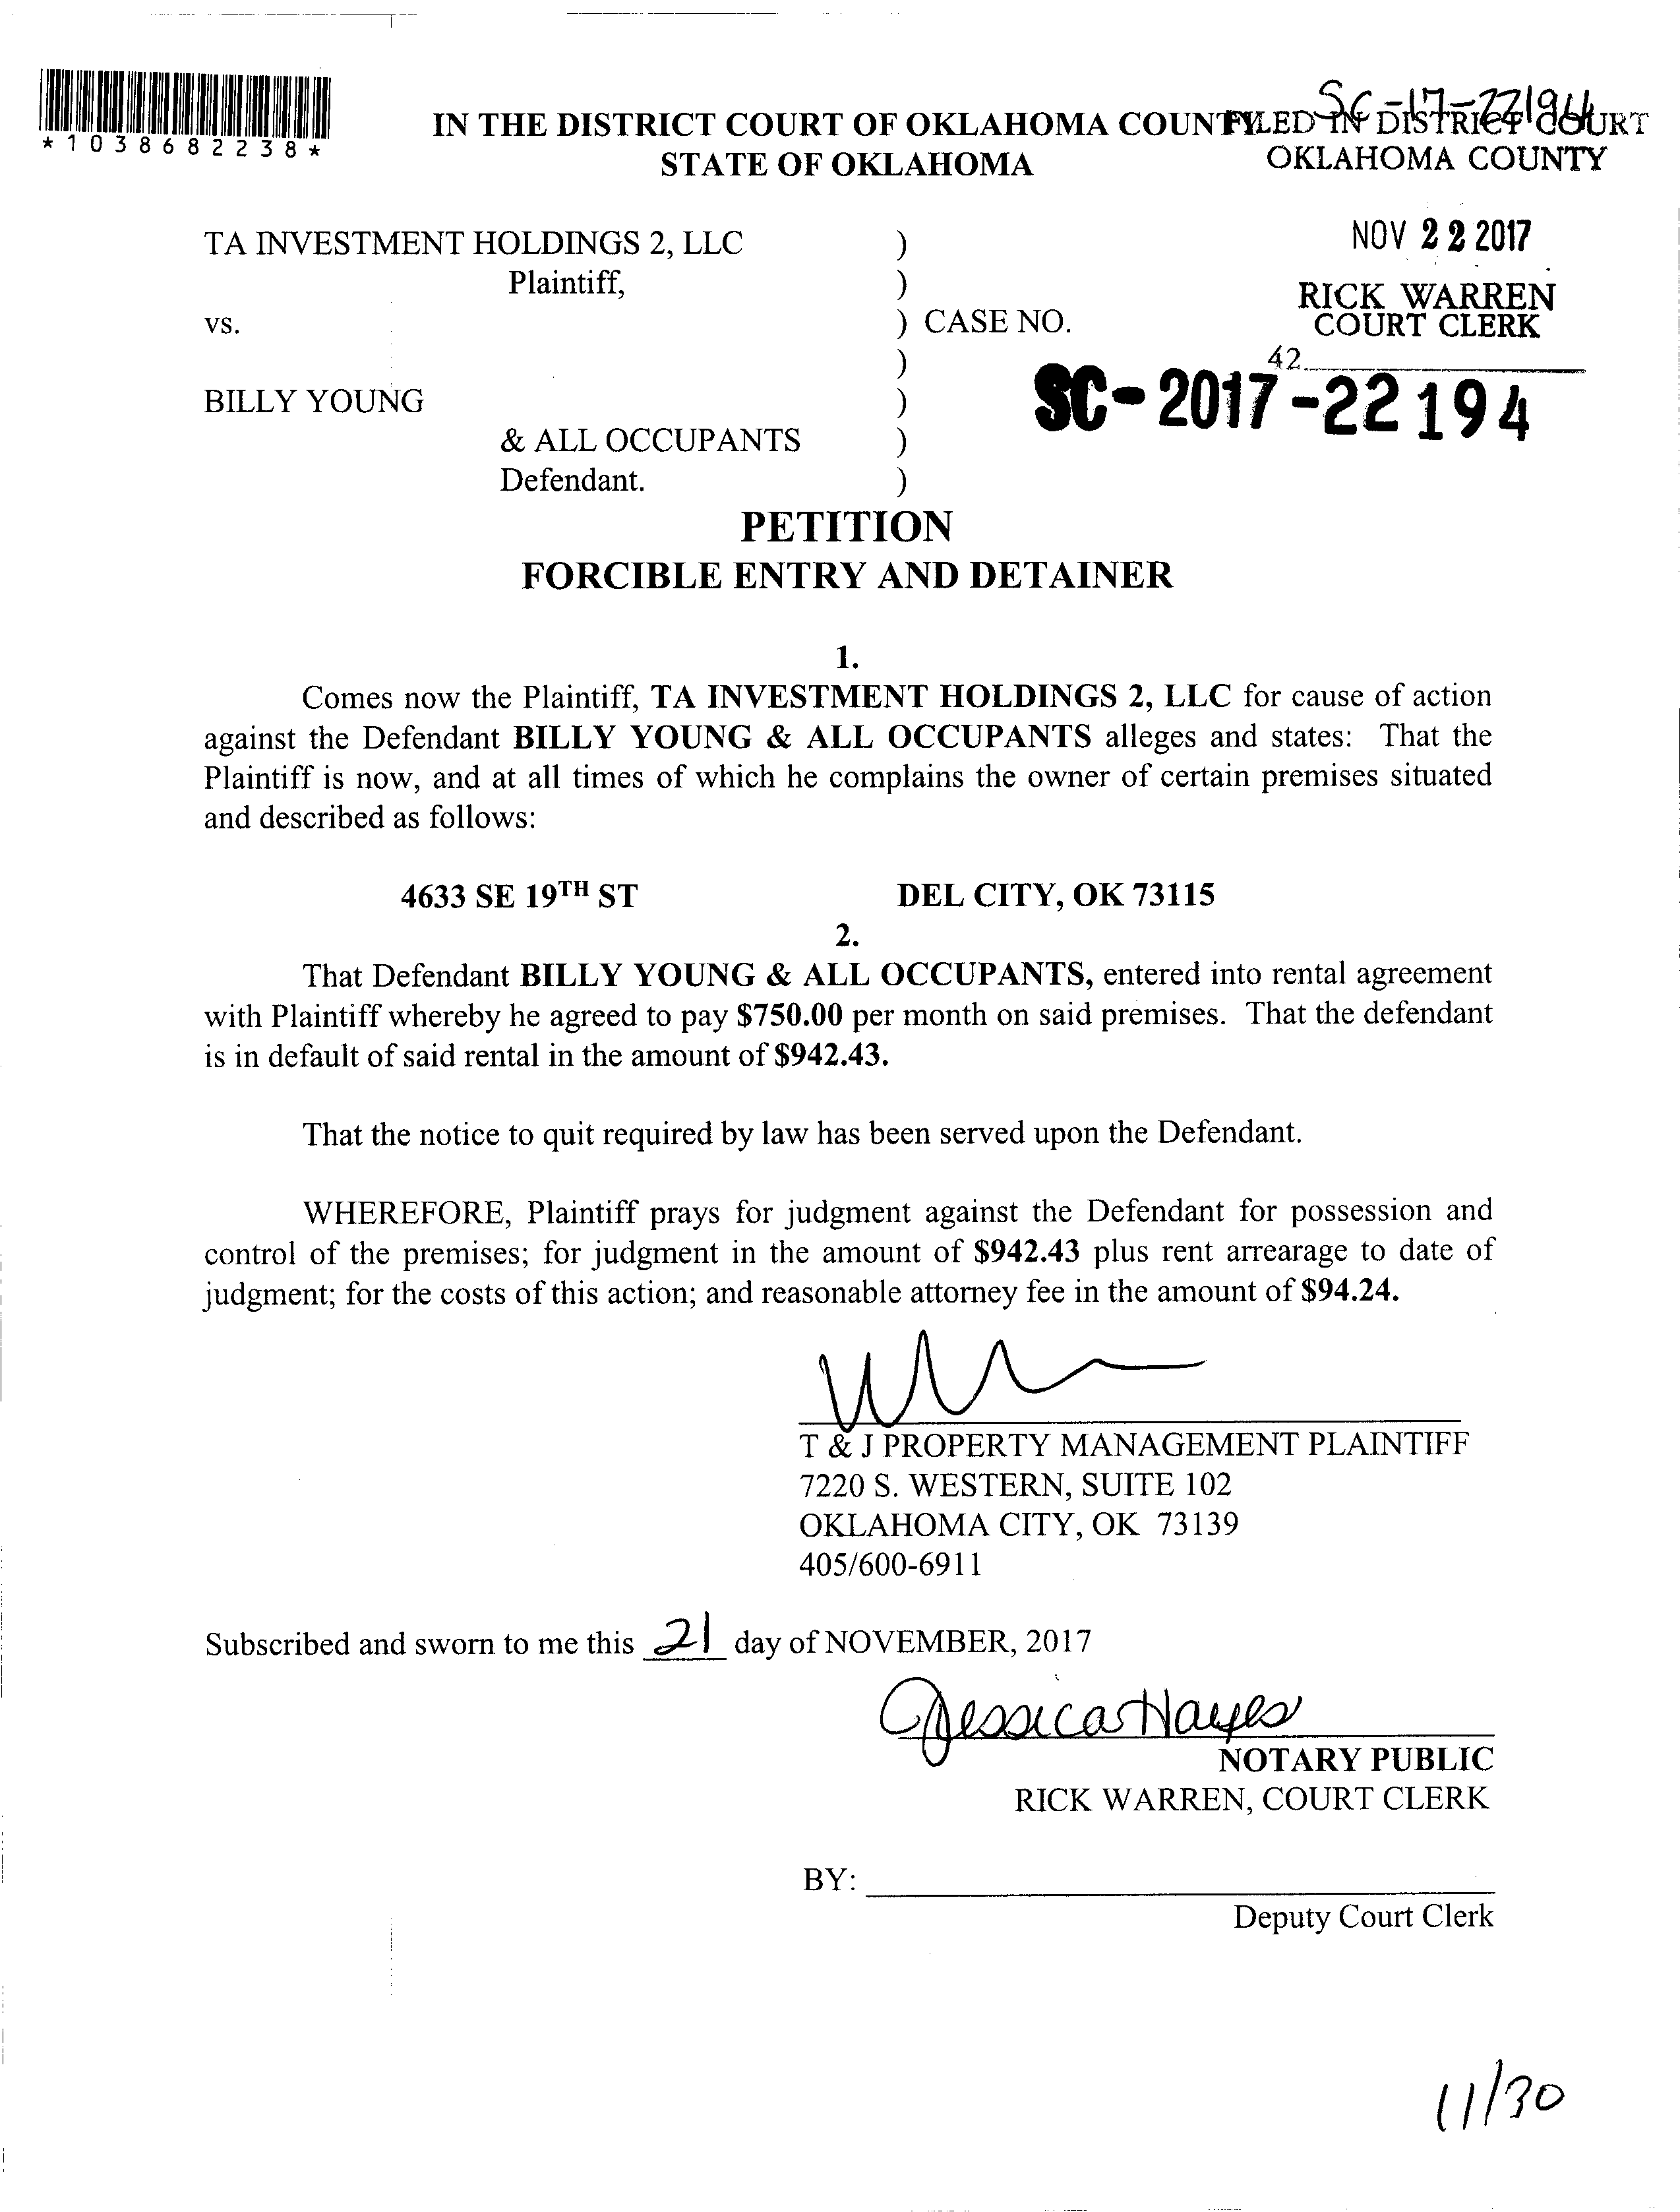 *1038682238*
SC-17-22194
IN THE DISTRICT COURT OF OKLAHOMA COUNTY
FILED IN DISTRICT COURT
STATE OF OKLAHOMA
OKLAHOMA COUNTY
NOV 22 2017
RICK WARREN
COURT CLERK
42
TA INVESTMENT HOLDINGS 2, LLC )
Plaintiff, )
vs. ) CASE NO.
)
SC-2017-22194
BILLY YOUNG )
& ALL OCCUPANTS )
Defendant. )
PETITION
FORCIBLE ENTRY AND DETAINER
1.
Comes now the Plaintiff, TA INVESTMENT HOLDINGS 2, LLC for cause of action
against the Defendant BILLY YOUNG & ALL OCCUPANTS alleges and states: That the
Plaintiff is now, and at all times of which he complains the owner of certain premises situated
and described as follows:
4633 SE 19TH ST DEL CITY, OK 73115
2.
That Defendant BILLY YOUNG & ALL OCCUPANTS, entered into rental agreement
with Plaintiff whereby he agreed to pay $750.00 per month on said premises. That the defendant
is in default of said rental in the amount of $942.43.
That the notice to quit required by law has been served upon the Defendant.
WHEREFORE, Plaintiff prays for judgment against the Defendant for possession and
control of the premises; for judgment in the amount of $942.43 plus rent arrearage to date of
judgment; for the costs of this action; and reasonable attorney fee in the amount of $94.24.
T & J PROPERTY MANAGEMENT PLAINTIFF
7220 S. WESTERN, SUITE 102
OKLAHOMA CITY, OK 73139
405/600-6911
Subscribed and sworn to me this 21 day of NOVEMBER, 2017
Jessica Hayes
NOTARY PUBLIC
RICK WARREN, COURT CLERK
BY:
Deputy Court Clerk
11/30